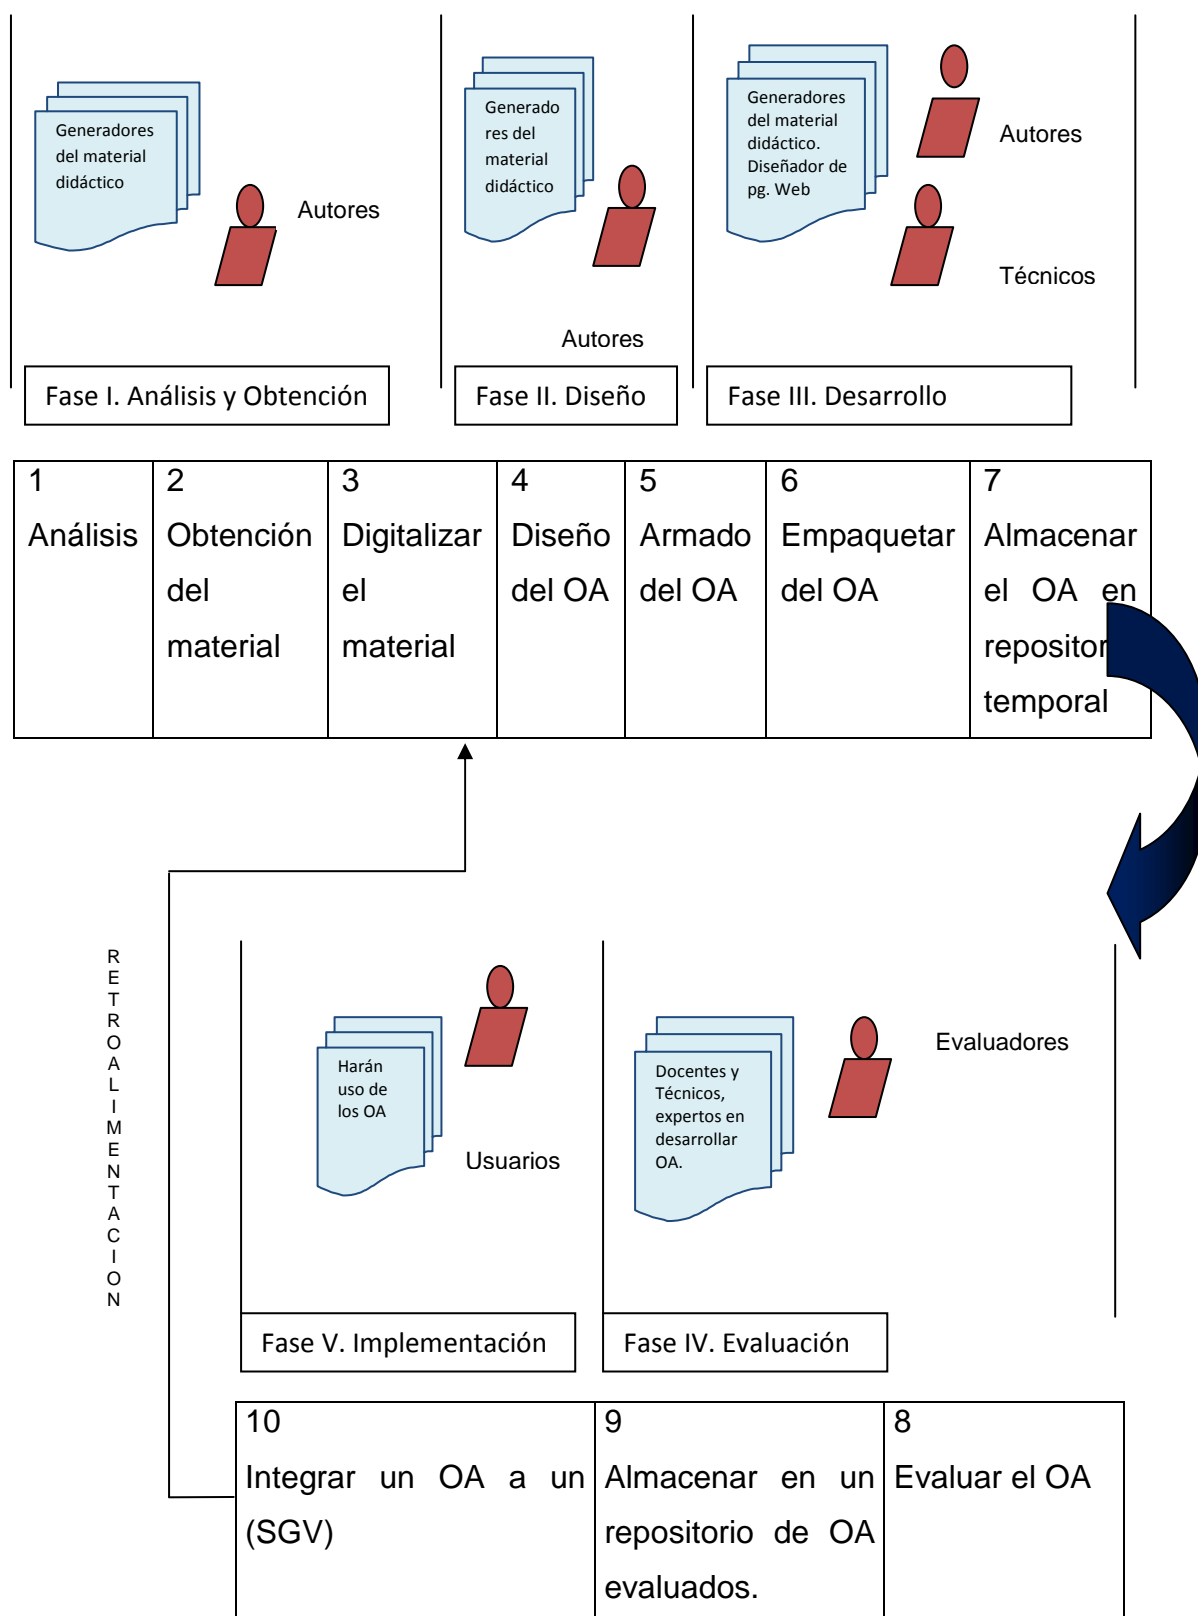 Generadores
del material
didáctico
Autores
Generado
res del
material
didáctico
Autores
Generadores
del material
didáctico.
Diseñador de
pg. Web
Autores
Técnicos
Fase I. Análisis y Obtención
Fase II. Diseño
Fase III. Desarrollo
1
Análisis
2
Obtención
del
material
3
Digitalizar
el
material
4
Diseño
del OA
5
Armado
del OA
6
Empaquetar
del OA
7
Almacenar
el OA en
repositor
temporal
RETROALIMENTACION
Harán
uso de
los OA
Usuarios
Docentes y
Técnicos,
expertos en
desarrollar
OA.
Evaluadores
Fase V. Implementación
Fase IV. Evaluación
10
Integrar un OA a un
(SGV)
9
Almacenar en un
repositorio de OA
evaluados.
8
Evaluar el OA